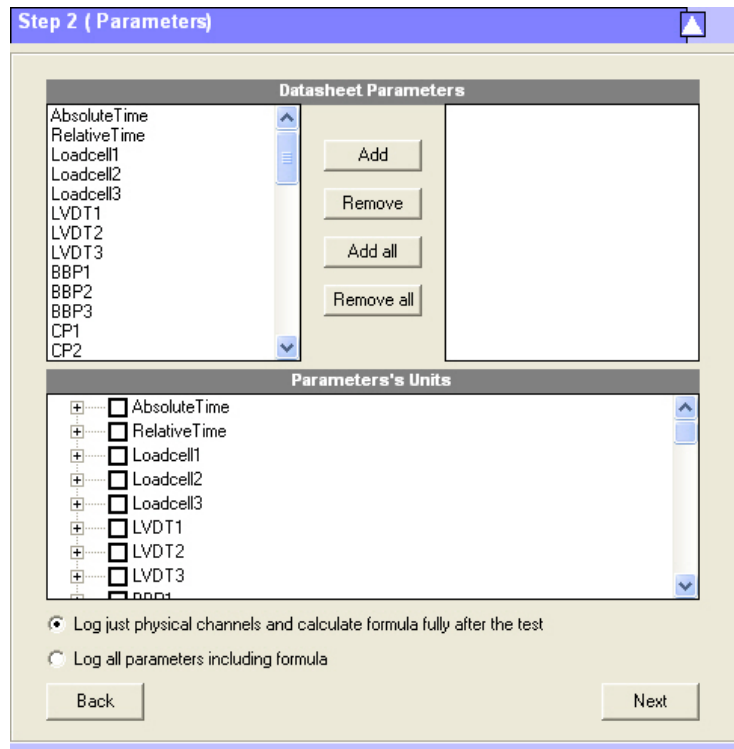 Step 2 ( Parameters)
Datasheet Parameters
AbsoluteTime
RelativeTime
Loadcell1
Loadcell2
Loadcell3
LVDT1
LVDT2
LVDT3
BBP1
BBP2
BBP3
CP1
CP2
Add
Remove
Add all
Remove all
Parameters's Units
AbsoluteTime
RelativeTime
Loadcell1
Loadcell2
Loadcell3
LVDT1
LVDT2
LVDT3
BBP1
Log just physical channels and calculate formula fully after the test
Log all parameters including formula
Back
Next